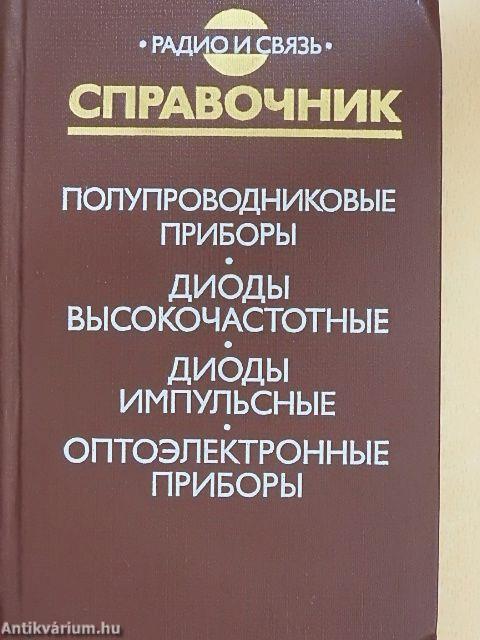 • РАДИО И СВЯЗЬ •
СПРАВОЧНИК
ПОЛУПРОВОДНИКОВЫЕ
ПРИБОРЫ
•
ДИОДЫ
ВЫСОКОЧАСТОТНЫЕ
•
ДИОДЫ
ИМПУЛЬСНЫЕ
•
ОПТОЭЛЕКТРОННЫЕ
ПРИБОРЫ
Antikvárium.hu